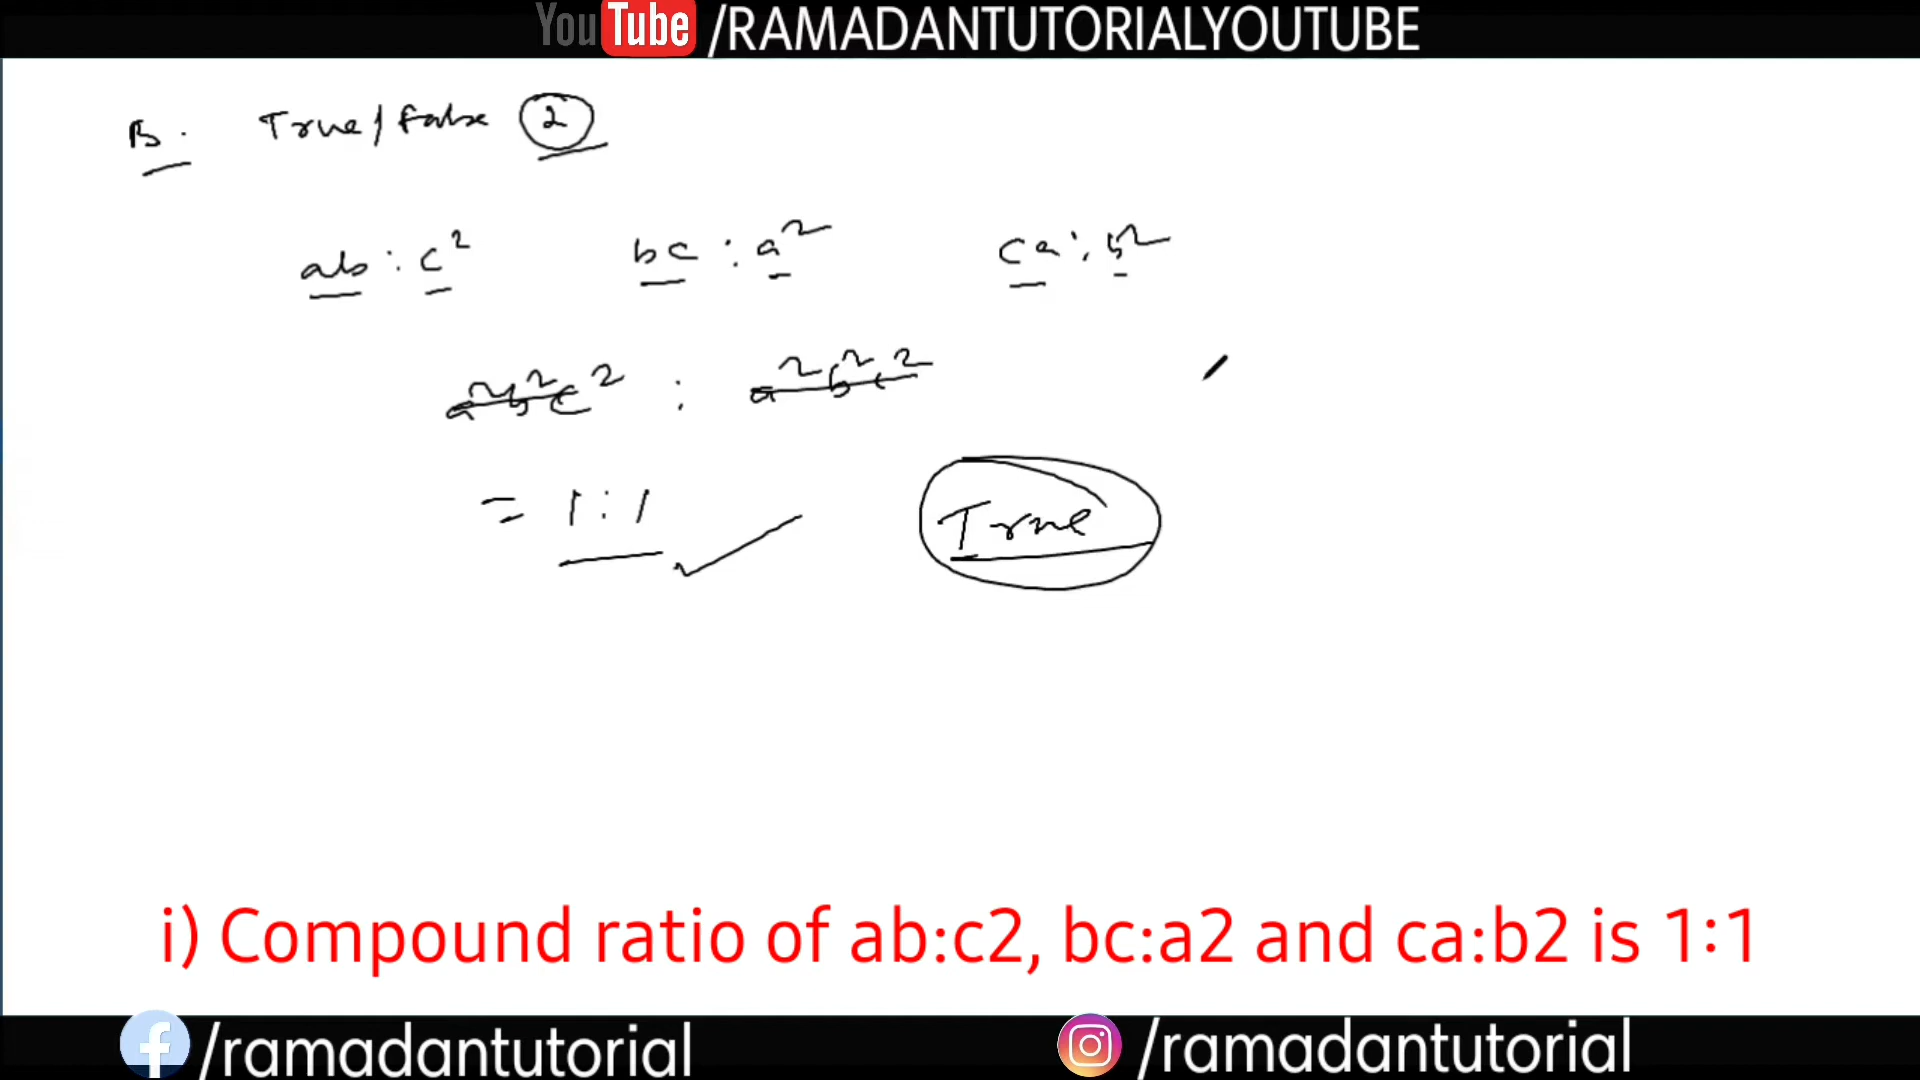 YouTube /RAMADANTUTORIALYOUTUBE
B. True/False ②
ab : c² bc : a² ca : b²
a²b²c² : a²b²c²
= 1 : 1 True
i) Compound ratio of ab:c2, bc:a2 and ca:b2 is 1:1
/ramadantutorial /ramadantutorial